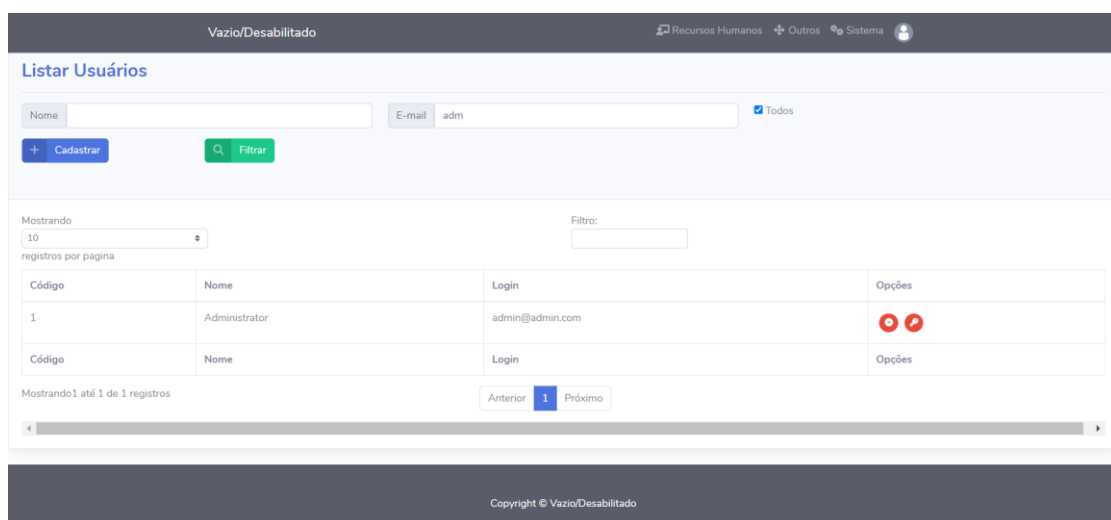 Vazio/Desabilitado Recursos Humanos Outros Sistema
Listar Usuários
Nome E-mail adm Todos
Cadastrar Filtrar
Mostrando Filtro:
10
registros por pagina
Código Nome Login Opções
1 Administrator admin@admin.com
Código Nome Login Opções
Mostrando1 até 1 de 1 registros Anterior 1 Próximo
Copyright © Vazio/Desabilitado